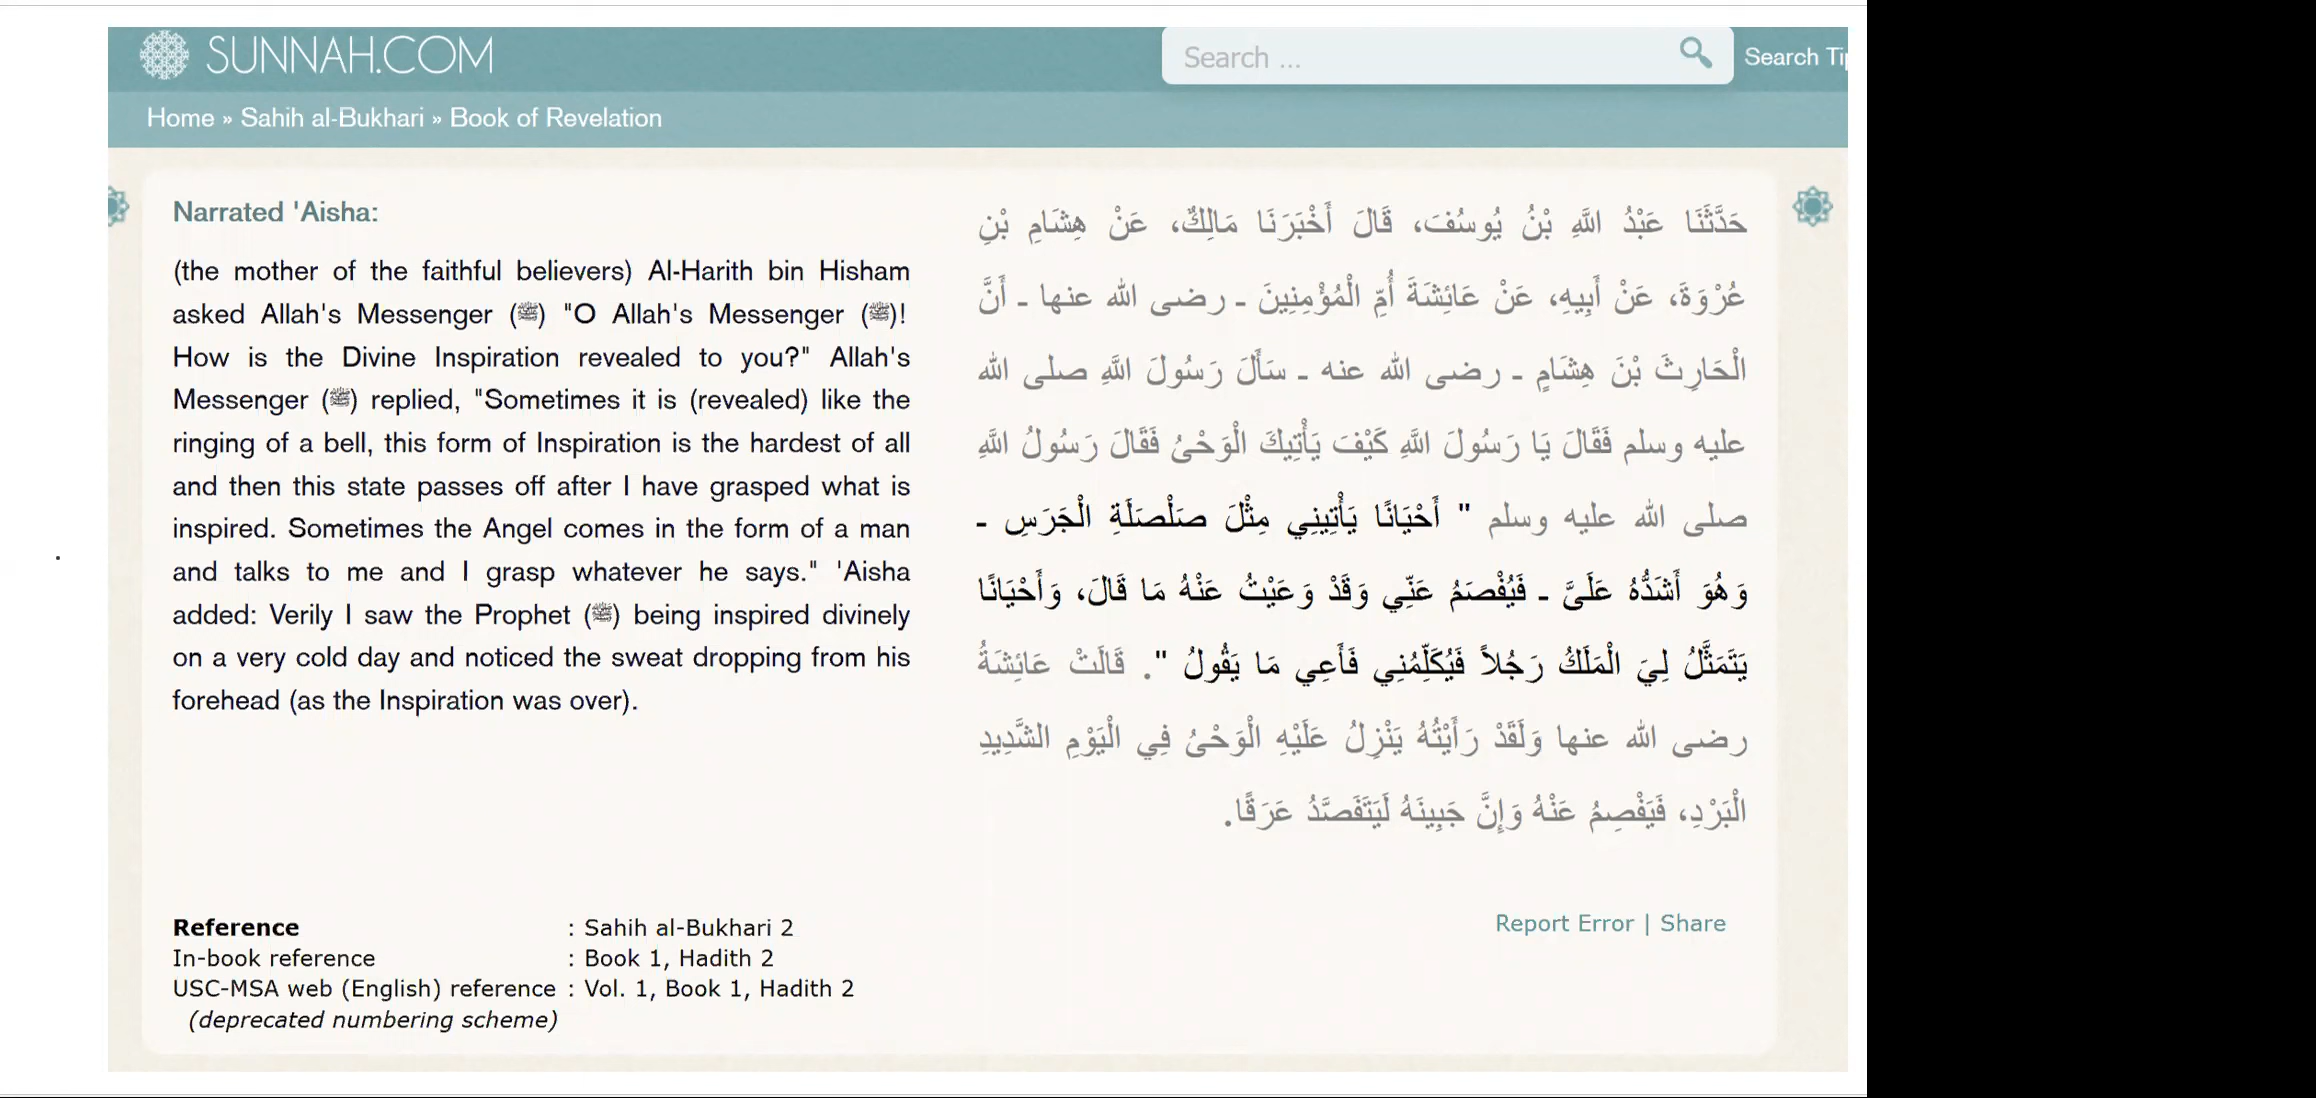 SUNNAH.COM
Search ...
Search Ti
Home » Sahih al-Bukhari » Book of Revelation
Narrated 'Aisha:
(the mother of the faithful believers) Al-Harith bin Hisham
asked Allah's Messenger (ﷺ) "O Allah's Messenger (ﷺ)!
How is the Divine Inspiration revealed to you?" Allah's
Messenger (ﷺ) replied, "Sometimes it is (revealed) like the
ringing of a bell, this form of Inspiration is the hardest of all
and then this state passes off after I have grasped what is
inspired. Sometimes the Angel comes in the form of a man
and talks to me and I grasp whatever he says." 'Aisha
added: Verily I saw the Prophet (ﷺ) being inspired divinely
on a very cold day and noticed the sweat dropping from his
forehead (as the Inspiration was over).
حَدَّثَنَا عَبْدُ اللَّهِ بْنُ يُوسُفَ، قَالَ أَخْبَرَنَا مَالِكٌ، عَنْ هِشَامِ بْنِ
عُرْوَةَ، عَنْ أَبِيهِ، عَنْ عَائِشَةَ أُمِّ الْمُؤْمِنِينَ ـ رضى الله عنها ـ أَنَّ
الْحَارِثَ بْنَ هِشَامٍ ـ رضى الله عنه ـ سَأَلَ رَسُولَ اللَّهِ صلى الله
عليه وسلم فَقَالَ يَا رَسُولَ اللَّهِ كَيْفَ يَأْتِيكَ الْوَحْىُ فَقَالَ رَسُولُ اللَّهِ
صلى الله عليه وسلم " أَحْيَانًا يَأْتِينِي مِثْلَ صَلْصَلَةِ الْجَرَسِ ـ
وَهُوَ أَشَدُّهُ عَلَىَّ ـ فَيُفْصَمُ عَنِّي وَقَدْ وَعَيْتُ عَنْهُ مَا قَالَ، وَأَحْيَانًا
يَتَمَثَّلُ لِيَ الْمَلَكُ رَجُلاً فَيُكَلِّمُنِي فَأَعِي مَا يَقُولُ ". قَالَتْ عَائِشَةُ
رضى الله عنها وَلَقَدْ رَأَيْتُهُ يَنْزِلُ عَلَيْهِ الْوَحْىُ فِي الْيَوْمِ الشَّدِيدِ
الْبَرْدِ، فَيَفْصِمُ عَنْهُ وَإِنَّ جَبِينَهُ لَيَتَفَصَّدُ عَرَقًا.
Reference : Sahih al-Bukhari 2
In-book reference : Book 1, Hadith 2
USC-MSA web (English) reference : Vol. 1, Book 1, Hadith 2
(deprecated numbering scheme)
Report Error | Share